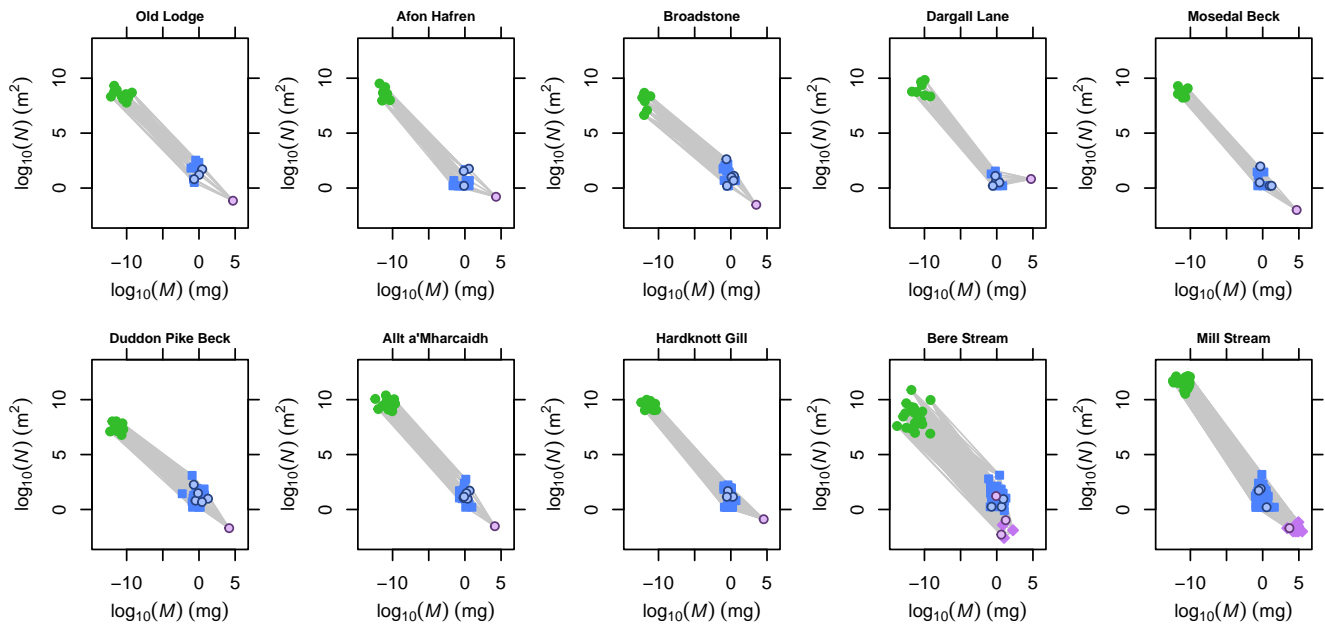 Old Lodge Afon Hafren Broadstone Dargall Lane Mosedal Beck
log₁₀(N) (m²) log₁₀(N) (m²) log₁₀(N) (m²) log₁₀(N) (m²) log₁₀(N) (m²)
10 10 10 10 10
5 5 5 5 5
0 0 0 0 0
−10 0 5 −10 0 5 −10 0 5 −10 0 5 −10 0 5
log₁₀(M) (mg) log₁₀(M) (mg) log₁₀(M) (mg) log₁₀(M) (mg) log₁₀(M) (mg)
Duddon Pike Beck Allt a'Mharcaidh Hardknott Gill Bere Stream Mill Stream
log₁₀(N) (m²) log₁₀(N) (m²) log₁₀(N) (m²) log₁₀(N) (m²) log₁₀(N) (m²)
10 10 10 10 10
5 5 5 5 5
0 0 0 0 0
−10 0 5 −10 0 5 −10 0 5 −10 0 5 −10 0 5
log₁₀(M) (mg) log₁₀(M) (mg) log₁₀(M) (mg) log₁₀(M) (mg) log₁₀(M) (mg)